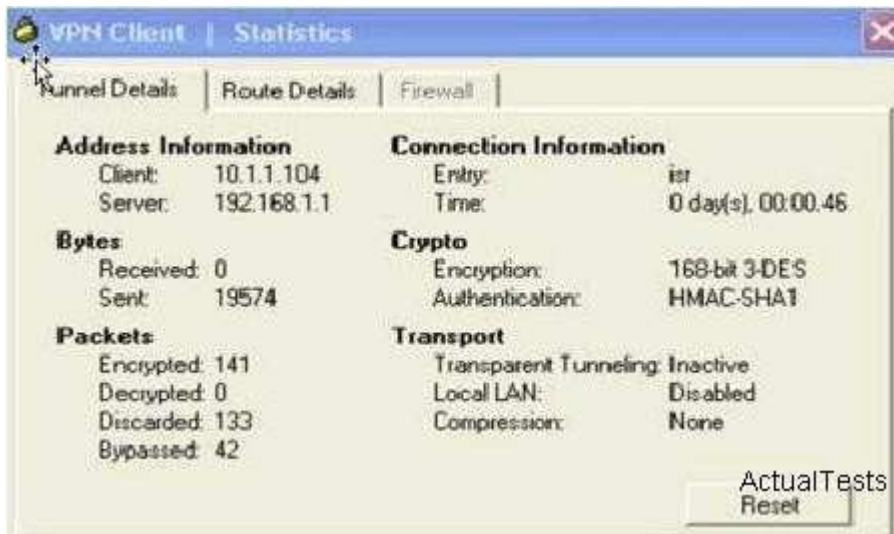 VPN Client | Statistics
Tunnel Details
Route Details
Firewall
Address Information
Client: 10.1.1.104
Server: 192.168.1.1
Bytes
Received: 0
Sent: 19574
Packets
Encrypted: 141
Decrypted: 0
Discarded: 133
Bypassed: 42
Connection Information
Entry: isr
Time: 0 day(s), 00:00.46
Crypto
Encryption: 168-bit 3-DES
Authentication: HMAC-SHA1
Transport
Transparent Tunneling: Inactive
Local LAN: Disabled
Compression: None
ActualTests
Reset